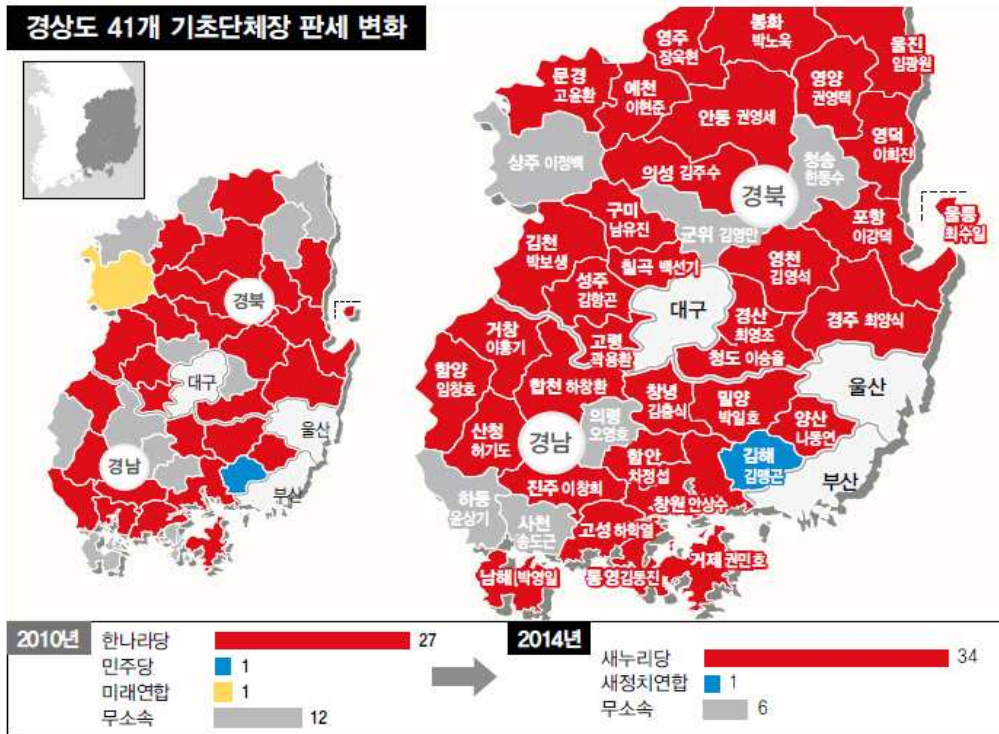 경상도 41개 기초단체장 판세 변화
경북
대구
울산
경남
부산
봉화
박노욱
영주
장욱현
울진
임광원
문경
고윤환
예천
이현준
영양
권영택
안동 권영세
영덕
이희진
상주 이정백
의성 김주수
청송
한동수
경북
구미
남유진
군위 김영만
포항
이강덕
울릉
최수일
김천
박보생
칠곡 백선기
영천
김영석
성주
김항곤
대구
경산
최영조
경주 최양식
거창
이홍기
고령
곽용환
청도 이승율
울산
함양
임창호
합천 하창환
창녕
김충식
밀양
박일호
의령
오영호
양산
나동연
산청
허기도
경남
함안
차정섭
김해
김맹곤
부산
진주 이창희
하동
윤상기
창원 안상수
사천
송도근
고성 하학열
거제 권민호
남해 박영일
통영 김동진
2010년
한나라당 27
민주당 1
미래연합 1
무소속 12
2014년
새누리당 34
새정치연합 1
무소속 6